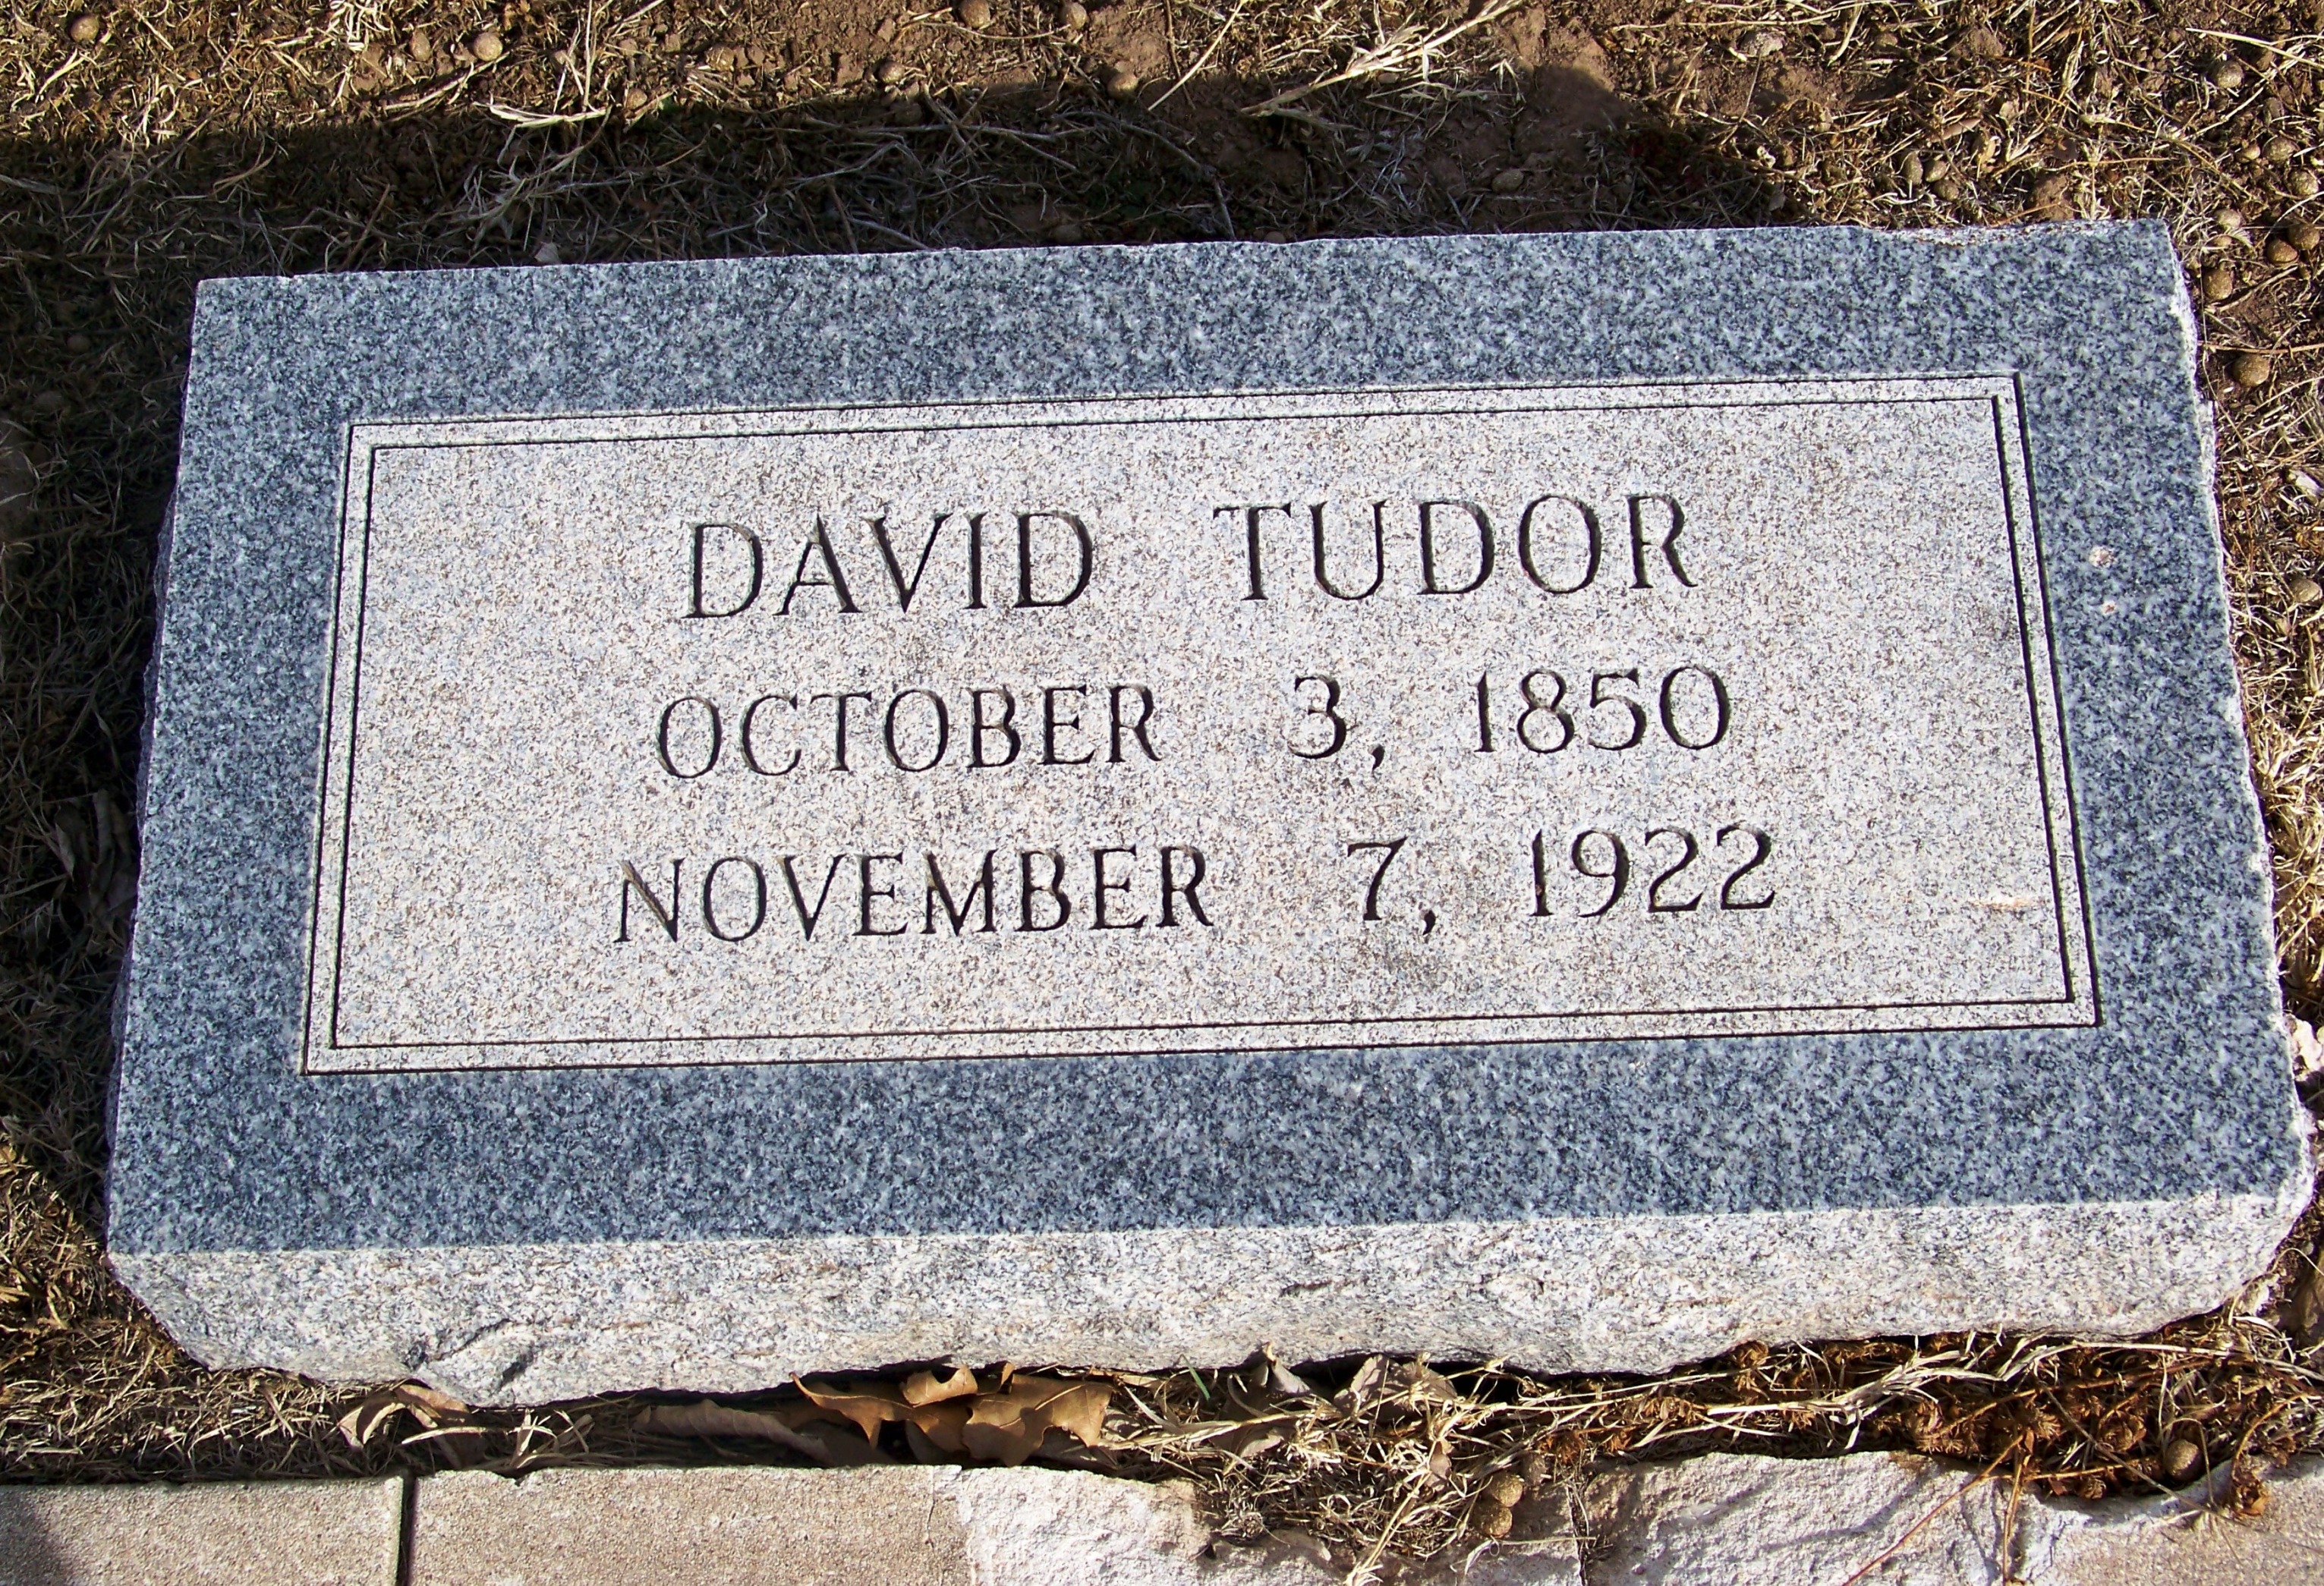 DAVID TUDOR
OCTOBER 3, 1850
NOVEMBER 7, 1922